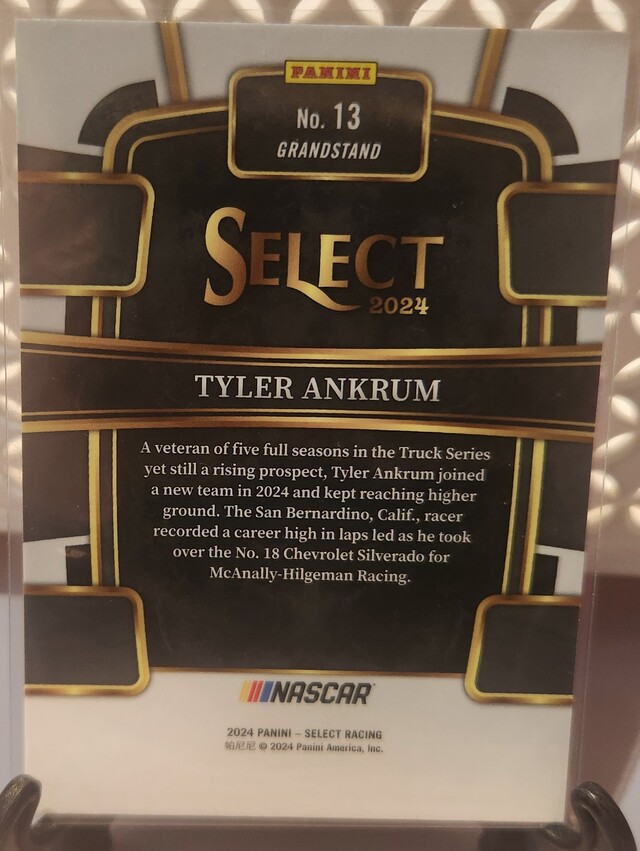 PANINI
No. 13
GRANDSTAND
SELECT
2024
TYLER ANKRUM
A veteran of five full seasons in the Truck Series
yet still a rising prospect, Tyler Ankrum joined
a new team in 2024 and kept reaching higher
ground. The San Bernardino, Calif., racer
recorded a career high in laps led as he took
over the No. 18 Chevrolet Silverado for
McAnally-Hilgeman Racing.
NASCAR
2024 PANINI – SELECT RACING
帕尼尼 © 2024 Panini America, Inc.